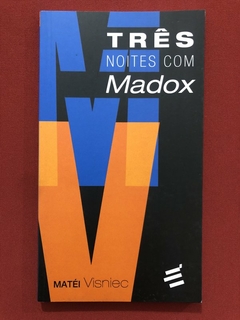 TRÊS
NOITES COM
Madox
MATÉI Visniec